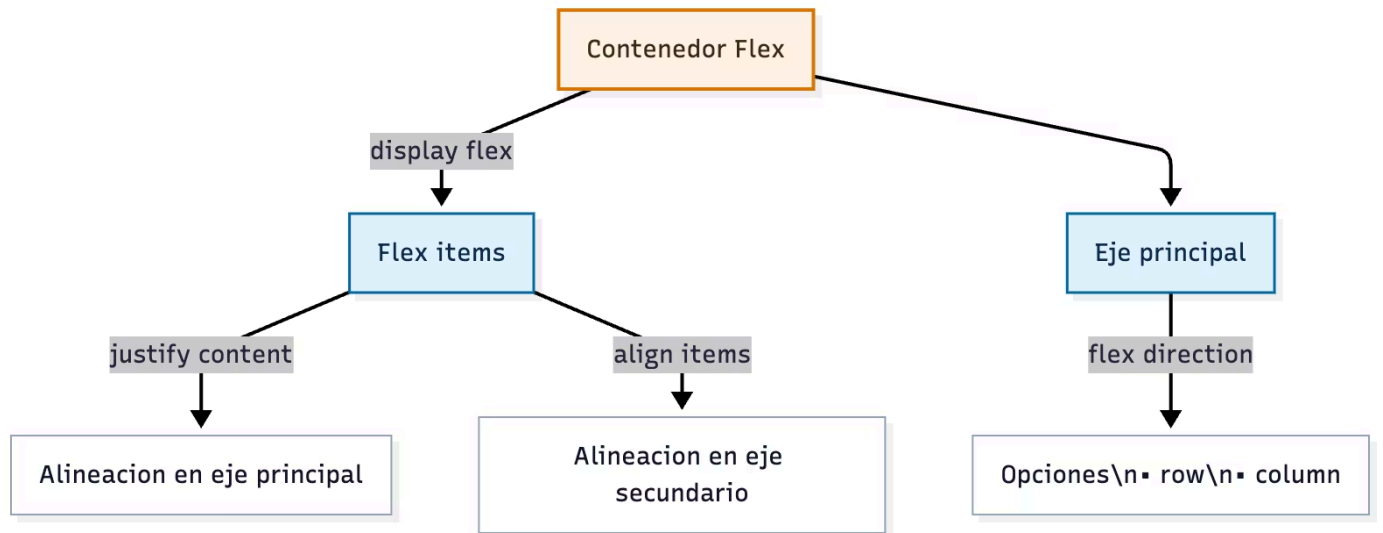 Contenedor Flex
display flex
Flex items
Eje principal
justify content
align items
flex direction
Alineacion en eje principal
Alineacion en eje
secundario
Opciones\n▪ row\n▪ column